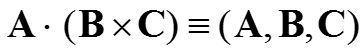 A · (B × C) ≡ (A, B, C)